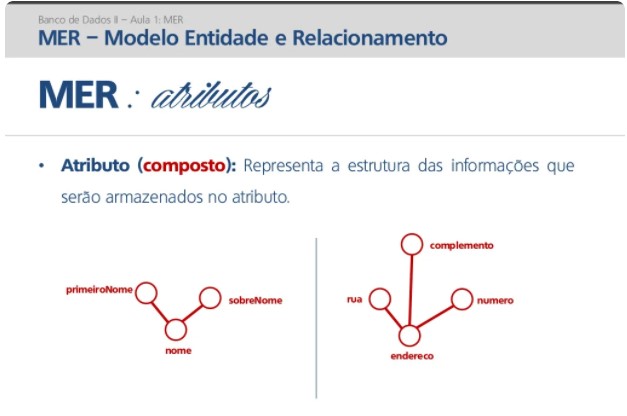 Banco de Dados II – Aula 1: MER
MER – Modelo Entidade e Relacionamento
MER : atributos
• Atributo (composto): Representa a estrutura das informações que
serão armazenados no atributo.
complemento
primeiroNome
sobreNome
rua
numero
nome
endereco